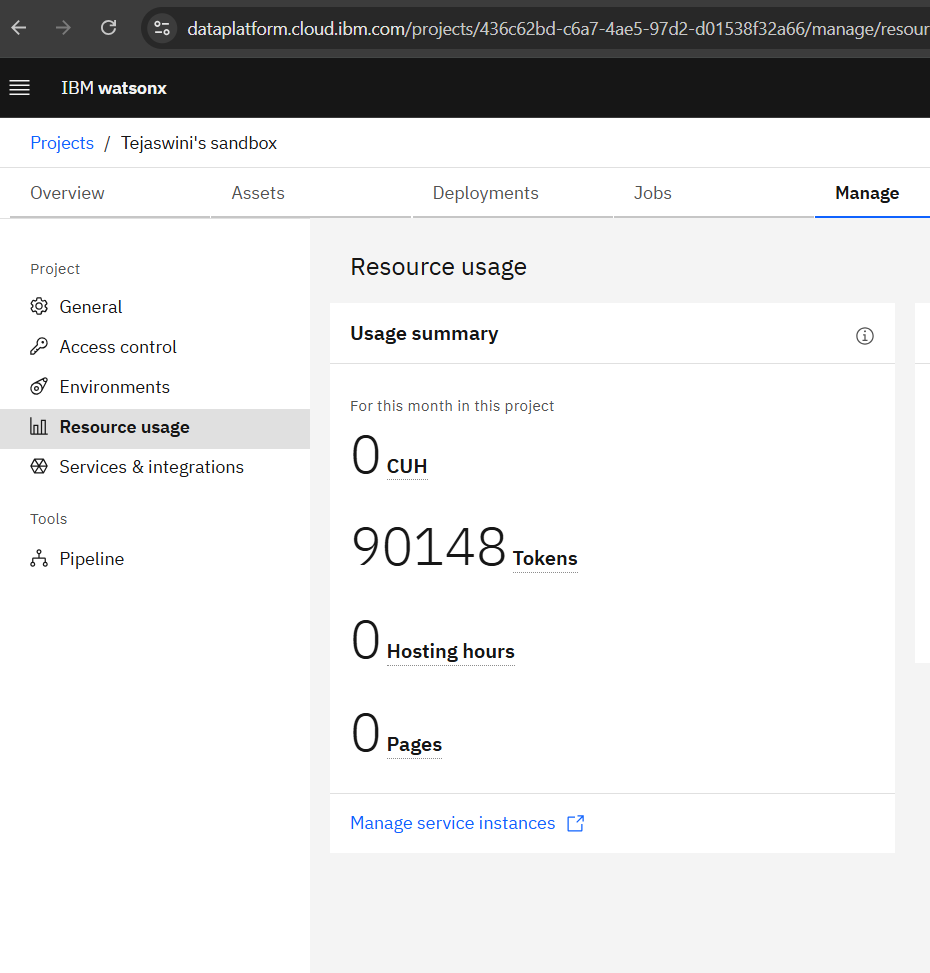 dataplatform.cloud.ibm.com/projects/436c62bd-c6a7-4ae5-97d2-d01538f32a66/manage/resour
IBM watsonx
Projects / Tejaswini's sandbox
Overview Assets Deployments Jobs Manage
Project
General
Access control
Environments
Resource usage
Services & integrations
Tools
Pipeline
Resource usage
Usage summary
For this month in this project
0 CUH
90148 Tokens
0 Hosting hours
0 Pages
Manage service instances